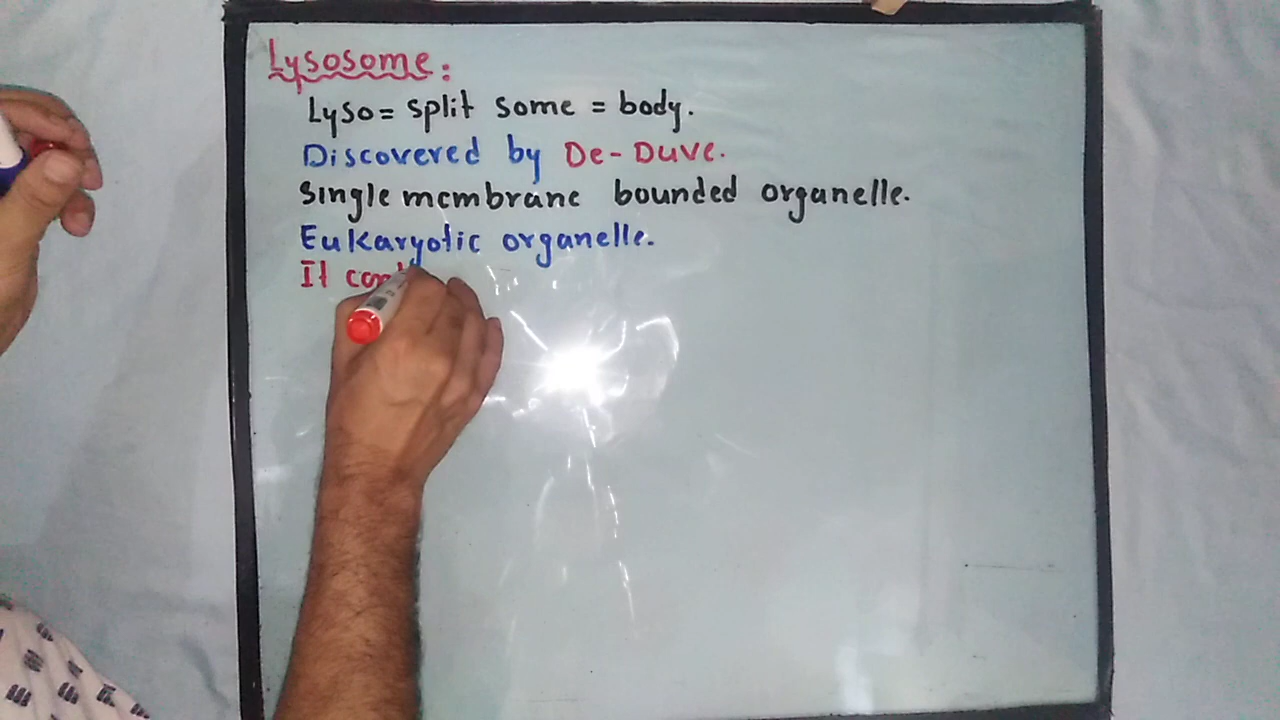 Lysosome:
Lyso = split some = body.
Discovered by De-Duve.
Single membrane bounded organelle.
Eukaryotic organelle.
It